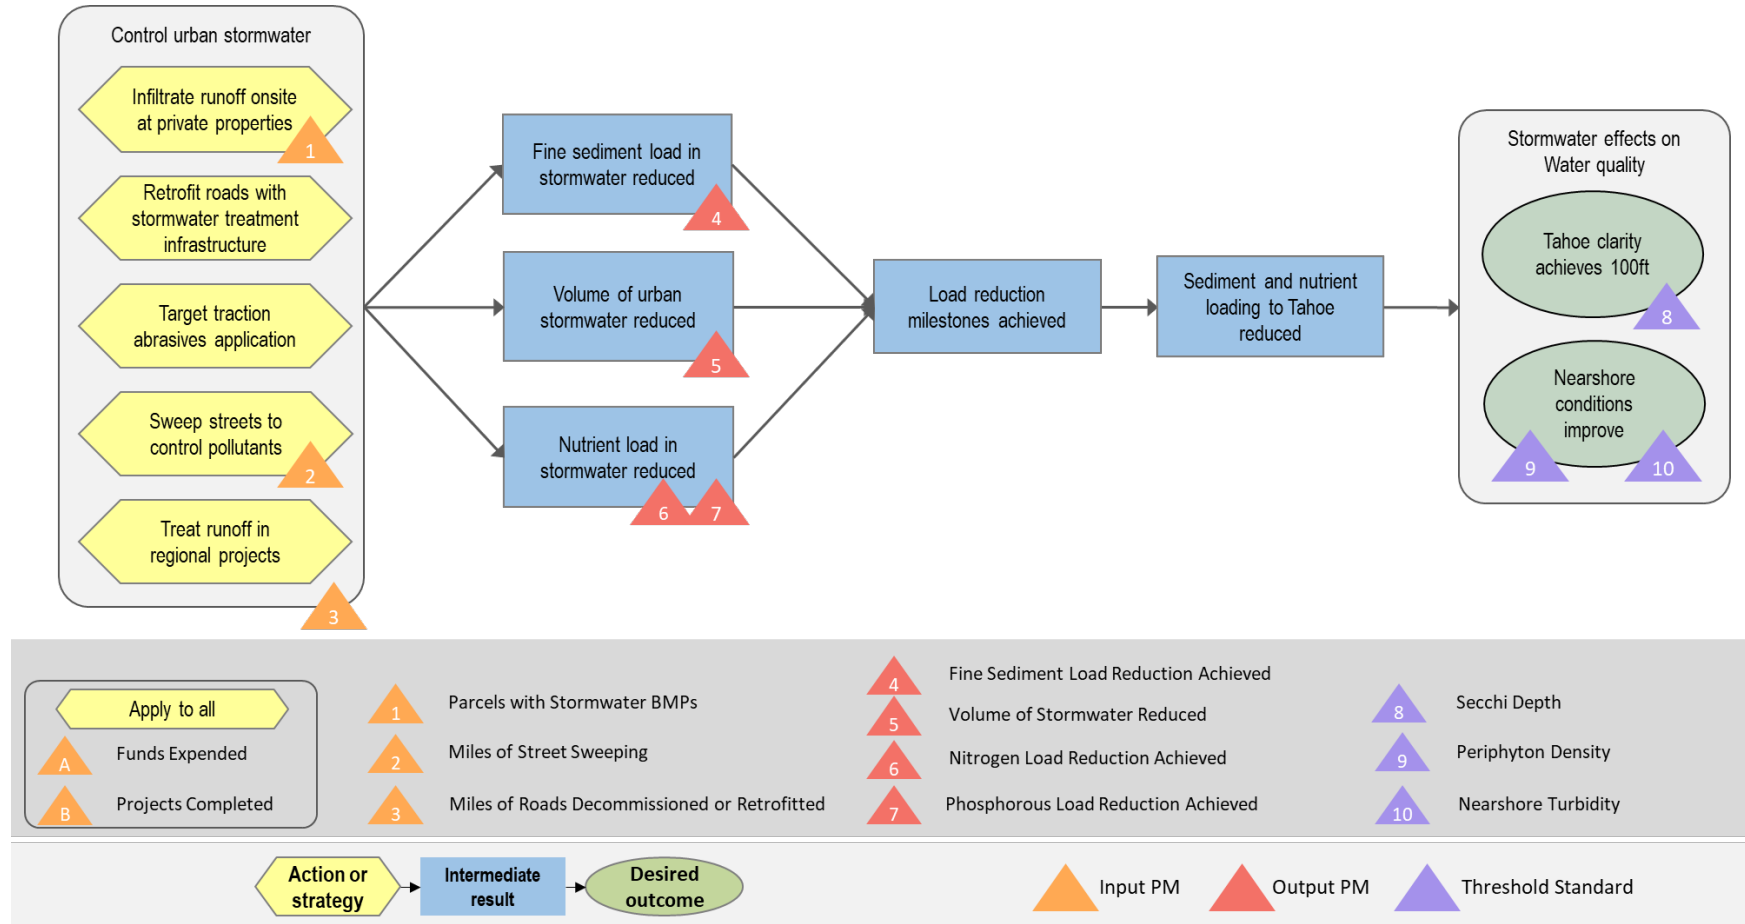 Control urban stormwater
Infiltrate runoff onsite
at private properties
1
Retrofit roads with
stormwater treatment
infrastructure
Target traction
abrasives application
Sweep streets to
control pollutants
2
Treat runoff in
regional projects
3
Fine sediment load in
stormwater reduced
4
Volume of urban
stormwater reduced
5
Nutrient load in
stormwater reduced
6
7
Load reduction
milestones achieved
Sediment and nutrient
loading to Tahoe
reduced
Stormwater effects on
Water quality
Tahoe clarity
achieves 100ft
8
Nearshore
conditions
improve
9
10
Apply to all
A Funds Expended
B Projects Completed
1 Parcels with Stormwater BMPs
2 Miles of Street Sweeping
3 Miles of Roads Decommissioned or Retrofitted
4 Fine Sediment Load Reduction Achieved
5 Volume of Stormwater Reduced
6 Nitrogen Load Reduction Achieved
7 Phosphorous Load Reduction Achieved
8 Secchi Depth
9 Periphyton Density
10 Nearshore Turbidity
Action or
strategy
Intermediate
result
Desired
outcome
Input PM
Output PM
Threshold Standard